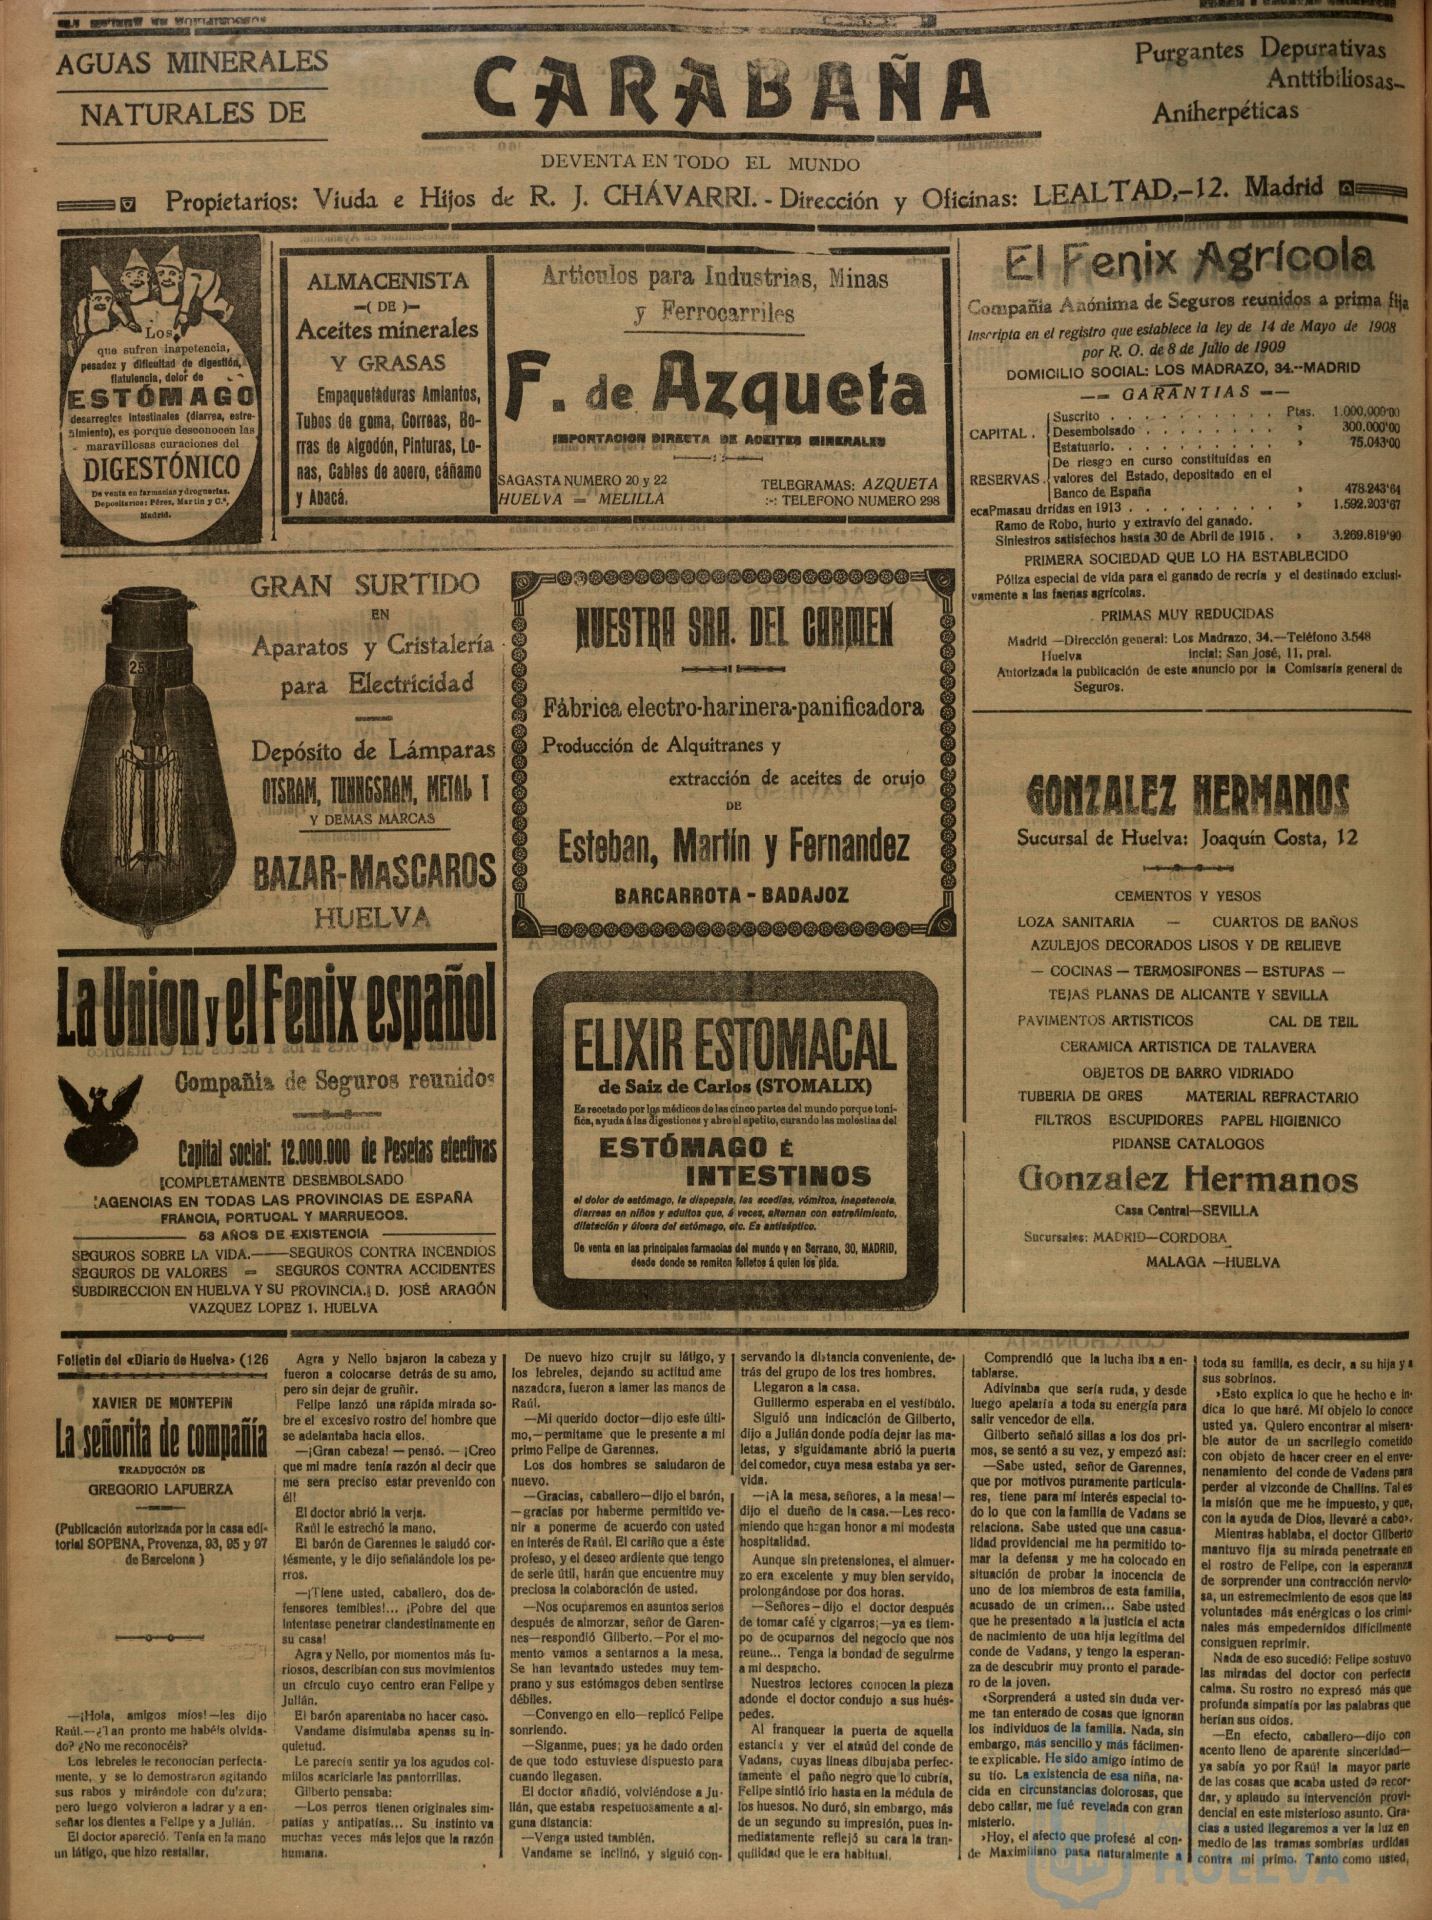 AGUAS MINERALES
NATURALES DE
CARABAÑA
Purgantes Depurativas
Anttibiliosas-
Aniherpéticas
DEVENTA EN TODO EL MUNDO
Propietarios: Viuda e Hijos de R. J. CHÁVARRI. - Dirección y Oficinas: LEALTAD,-12. Madrid
Los
que sufren inapetencia,
pesadez y dificultad de digestión,
flatulencia, dolor de
ESTÓMAGO
desarreglos intestinales (diarrea, estre-
ñimiento), es porque desconocen las
maravillosas curaciones del
DIGESTÓNICO
De venta en farmacias y droguerías.
Depositarios: Pérez, Martin y C.ª,
Madrid.
ALMACENISTA
—( DE )—
Aceites minerales
Y GRASAS
Empaquetaduras Amiantos,
Tubos de goma, Correas, Bo-
rras de Algodón, Pinturas, Lo-
nas, Cables de acero, cáñamo
y Abacá.
Artículos para Industrias, Minas
y Ferrocarriles
F. de Azqueta
IMPORTACION DIRECTA DE ACEITES MINERALES
SAGASTA NUMERO 20 y 22
HUELVA = MELILLA
TELEGRAMAS: AZQUETA
:-: TELEFONO NUMERO 298
El Fenix Agrícola
Compañia Anónima de Seguros reunidos a prima fija
Inscripta en el registro que establece la ley de 14 de Mayo de 1908
por R. O. de 8 de Julio de 1909
DOMICILIO SOCIAL: LOS MADRAZO, 34.--MADRID
—= GARANTIAS =—
CAPITAL .
Suscrito . . . . . . . . . . Ptas. 1.000,000'00
Desembolsado . . . . . . . . » 300.000'00
Estatuario. . . . . . . . . » 75.043'00
RESERVAS .
De riesgo en curso constituídas en
valores del Estado, depositado en el
Banco de España » 478.243'64
ecaPmasau drridas en 1913 . . . . . . . . . » 1.592.203'67
Ramo de Robo, hurto y extravío del ganado.
Siniestros satisfechos hasta 30 de Abril de 1915 . » 3.269.819'90
PRIMERA SOCIEDAD QUE LO HA ESTABLECIDO
Póliza especial de vida para el ganado de recría y el destinado exclusi-
vamente a las faenas agrícolas.
PRIMAS MUY REDUCIDAS
Madrid —Dirección general: Los Madrazo, 34.—Teléfono 3.548
Huelva incial: San José, 11, pral.
Autorizada la publicación de este anuncio por la Comisaría general de
Seguros.
GRAN SURTIDO
EN
Aparatos y Cristalería
para Electricidad
Depósito de Lámparas
OTSRAM, TUNNGSRAM, METAL T
Y DEMAS MARCAS
BAZAR-MASCAROS
HUELVA
25
NUESTRA SRA. DEL CARMEN
Fábrica electro-harinera-panificadora
Producción de Alquitranes y
extracción de aceites de orujo
DE
Esteban, Martín y Fernandez
BARCARROTA - BADAJOZ
GONZALEZ HERMANOS
Sucursal de Huelva: Joaquín Costa, 12
CEMENTOS Y YESOS
LOZA SANITARIA — CUARTOS DE BAÑOS
AZULEJOS DECORADOS LISOS Y DE RELIEVE
— COCINAS — TERMOSIFONES — ESTUPAS —
TEJAS PLANAS DE ALICANTE Y SEVILLA
PAVIMENTOS ARTISTICOS CAL DE TEIL
CERAMICA ARTISTICA DE TALAVERA
OBJETOS DE BARRO VIDRIADO
TUBERIA DE GRES MATERIAL REFRACTARIO
FILTROS ESCUPIDORES PAPEL HIGIENICO
PIDANSE CATALOGOS
Gonzalez Hermanos
Casa Central—SEVILLA
Sucursales: MADRID—CORDOBA
MALAGA —HUELVA
La Union y el Fenix español
Compañia de Seguros reunidos
Capital social: 12.000.000 de Pesetas efectivas
COMPLETAMENTE DESEMBOLSADO
AGENCIAS EN TODAS LAS PROVINCIAS DE ESPAÑA
FRANCIA, PORTUGAL Y MARRUECOS.
53 AÑOS DE EXISTENCIA
SEGUROS SOBRE LA VIDA.——SEGUROS CONTRA INCENDIOS
SEGUROS DE VALORES = SEGUROS CONTRA ACCIDENTES
SUBDIRECCION EN HUELVA Y SU PROVINCIA. D. JOSÉ ARAGÓN
VAZQUEZ LOPEZ 1. HUELVA
ELIXIR ESTOMACAL
de Saiz de Carlos (STOMALIX)
Es recetado por los médicos de las cinco partes del mundo porque toni-
fica, ayuda á las digestiones y abre el apetito, curando las molestias del
ESTÓMAGO É
INTESTINOS
el dolor de estómago, la dispepsia, las acedías, vómitos, inapetencia,
diarreas en niños y adultos que, á veces, alternan con estreñimiento,
dilatación y úlcera del estómago, etc. Es antiséptico.
De venta en las principales farmacias del mundo y en Serrano, 30, MADRID,
desde donde se remiten folletos á quien los pida.
Folletin del «Diario de Huelva» (126
XAVIER DE MONTEPIN
La señorita de compañía
TRADUCCIÓN DE
GREGORIO LAFUERZA
(Publicación autorizada por la casa edi-
torial SOPENA, Provenza, 93, 95 y 97
de Barcelona )
—¡Hola, amigos míos!—les dijo
Raúl.—¿Tan pronto me habéis olvida-
do? ¿No me reconocéis?
Los lebreles le reconocían perfecta-
mente, y se lo demostraron agitando
sus rabos y mirándole con dulzura;
pero luego volvieron a ladrar y a en-
señar los dientes a Felipe y a Julián.
El doctor apareció. Tenía en la mano
un látigo, que hizo restallar.
Agra y Nello bajaron la cabeza y
fueron a colocarse detrás de su amo,
pero sin dejar de gruñir.
Felipe lanzó una rápida mirada so-
bre el excesivo rostro del hombre que
se adelantaba hacia ellos.
—¡Gran cabeza! — pensó. — ¡Creo
que mi madre tenía razón al decir que
me sera preciso estar prevenido con
él!
El doctor abrió la verja.
Raúl le estrechó la mano.
El barón de Garennes le saludó cor-
tésmente, y le dijo señalándole los pe-
rros.
—¡Tiene usted, caballero, dos de-
fensores temibles!... ¡Pobre del que
intentase penetrar clandestinamente en
su casa!
Agra y Nello, por momentos más fu-
riosos, describían con sus movimientos
un círculo cuyo centro eran Felipe y
Julián.
El barón aparentaba no hacer caso.
Vandame disimulaba apenas su in-
quietud.
Le parecía sentir ya los agudos col-
millos acariciarle las pantorrillas.
Gilberto pensaba:
—Los perros tienen originales sim-
patías y antipatías. Su instinto va
muchas veces más lejos que la razón
humana.
De nuevo hizo crujir su látigo, y
los lebreles, dejando su actitud ame
nazadora, fueron a lamer las manos de
Raúl.
—Mi querido doctor—dijo este últi-
mo,—permítame que le presente a mi
primo Felipe de Garennes.
Los dos hombres se saludaron de
nuevo.
—Gracias, caballero—dijo el barón,
—gracias por haberme permitido ve-
nir a ponerme de acuerdo con usted
en interés de Raúl. El cariño que a éste
profeso, y el deseo ardiente que tengo
de serle útil, harán que encuentre muy
preciosa la colaboración de usted.
—Nos ocuparemos en asuntos serios
después de almorzar, señor de Garen-
nes—respondió Gilberto.—Por el mo-
mento vamos a sentarnos a la mesa.
Se han levantado ustedes muy tem-
prano y sus estómagos deben sentirse
débiles.
—Convengo en ello—replicó Felipe
sonriendo.
—Síganme, pues; ya he dado orden
de que todo estuviese dispuesto para
cuando llegasen.
El doctor añadió, volviéndose a Ju-
lián, que estaba respetuosamente a al-
guna distancia:
—Venga usted también.
Vandame se inclinó, y siguió con-
servando la distancia conveniente, de-
trás del grupo de los tres hombres.
Llegaron a la casa.
Guillermo esperaba en el vestíbulo.
Siguió una indicación de Gilberto,
dijo a Julián donde podía dejar las ma-
letas, y siguidamante abrió la puerta
del comedor, cuya mesa estaba ya ser-
vida.
—¡A la mesa, señores, a la mesa!—
dijo el dueño de la casa.—Les reco-
miendo que hagan honor a mi modesta
hospitalidad.
Aunque sin pretensiones, el almuer-
zo era excelente y muy bien servido,
prolongándose por dos horas.
—Señores—dijo el doctor después
de tomar café y cigarros;—ya es tiem-
po de ocuparnos del negocio que nos
reune... Tenga la bondad de seguirme
a mi despacho.
Nuestros lectores conocen la pieza
adonde el doctor condujo a sus hués-
pedes.
Al franquear la puerta de aquella
estancia y ver el ataúd del conde de
Vadans, cuyas líneas dibujaba perfec-
tamente el paño negro que lo cubría,
Felipe sintió frío hasta en la médula de
los huesos. No duró, sin embargo, más
de un segundo su impresión, pues in-
mediatamente reflejó su cara la tran-
quilidad que le era habitual.
Comprendió que la lucha iba a en-
tablarse.
Adivinaba que sería ruda, y desde
luego apelaría a toda su energía para
salir vencedor de ella.
Gilberto señaló sillas a los dos pri-
mos, se sentó a su vez, y empezó así:
—Sabe usted, señor de Garennes,
que por motivos puramente particula-
res, tiene para mí interés especial to-
do lo que con la familia de Vadans se
relaciona. Sabe usted que una casua-
lidad providencial me ha permitido to-
mar la defensa y me ha colocado en
situación de probar la inocencia de
uno de los miembros de esta familia,
acusado de un crimen... Sabe usted
que he presentado a la justicia el acta
de nacimiento de una hija legítima del
conde de Vadans, y tengo la esperan-
za de descubrir muy pronto el parade-
ro de la joven.
«Sorprenderá a usted sin duda ver-
me tan enterado de cosas que ignoran
los individuos de la familia. Nada, sin
embargo, más sencillo y más fácilmen-
te explicable. He sido amigo íntimo de
su tío. La existencia de esa niña, na-
cida en circunstancias dolorosas, que
debo callar, me fué revelada con gran
misterio.
»Hoy, el afecto que profesé al con-
de Maximiliano pasa naturalmente a
toda su familia, es decir, a su hija y a
sus sobrinos.
»Esto explica lo que he hecho e in-
dica lo que haré. Mi objelo lo conoce
usted ya. Quiero encontrar al misera-
ble autor de un sacrilegio cometido
con objeto de hacer creer en el enve-
nenamiento del conde de Vadans para
perder al vizconde de Challins. Tal es
la misión que me he impuesto, y que,
con la ayuda de Dios, llevaré a cabo».
Mientras hablaba, el doctor Gilberto
mantuvo fija su mirada penetraate en
el rostro de Felipe, con la esperanza
de sorprender una contracción nervio-
sa, un estremecimiento de esos que las
voluntades más enérgicas o los crimi-
nales más empedernidos difícilmente
consiguen reprimir.
Nada de eso sucedió: Felipe sostuvo
las miradas del doctor con perfecta
calma. Su rostro no expresó más que
profunda simpatía por las palabras que
herían sus oídos.
—En efecto, caballero—dijo con
acento lleno de aparente sinceridad—
ya sabía yo por Raúl la mayor parte
de las cosas que acaba usted de recor-
dar, y aplaudo su intervención provi-
dencial en este misterioso asunto. Gra-
cias a usted llegaremos a ver la luz en
medio de las tramas sombrías urdidas
contra mi primo. Tanto como usted,
HUELVA